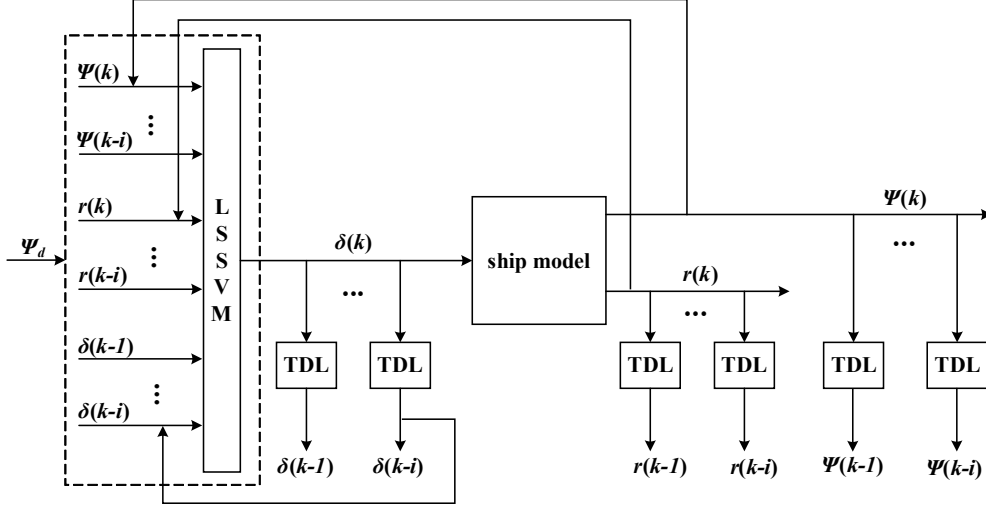 Ψ(k)
⋮
Ψ(k-i)
r(k)
⋮
r(k-i)
δ(k-1)
⋮
δ(k-i)
Ψd
L
S
S
V
M
δ(k)
...
TDL
TDL
δ(k-1)
δ(k-i)
ship model
Ψ(k)
...
r(k)
...
TDL
TDL
TDL
TDL
r(k-1)
r(k-i)
Ψ(k-1)
Ψ(k-i)